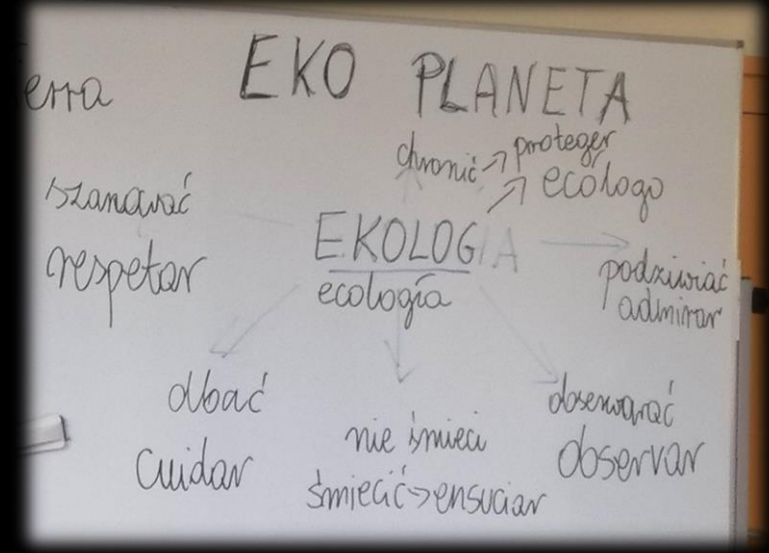 EKO PLANETA
erra
chronić → proteger
ecólogo
szanować
respetar
EKOLOGIA
ecología
podziwiać
admirar
dbać
cuidar
nie śmieci
śmiecić → ensuciar
obserwować
observar